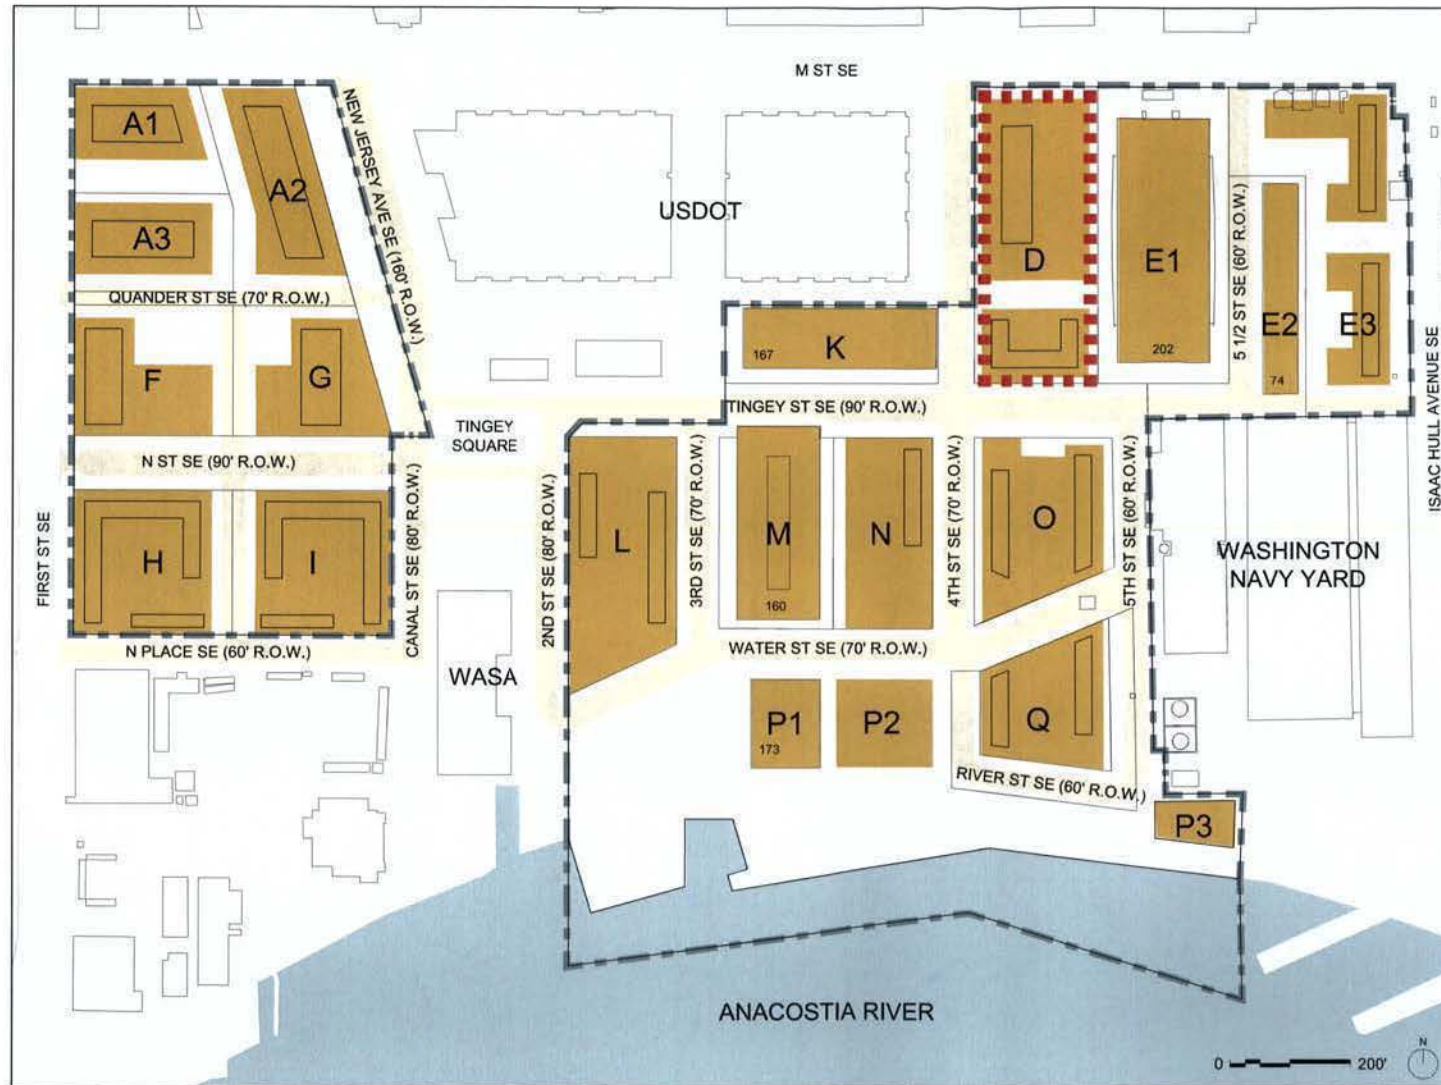 M ST SE
A1
A2
A3
NEW JERSEY AVE SE (160' R.O.W.)
USDOT
D
E1
202
5 1/2 ST SE (60' R.O.W.)
E2
74
E3
ISAAC HULL AVENUE SE
QUANDER ST SE (70' R.O.W.)
F
G
167
K
TINGEY ST SE (90' R.O.W.)
TINGEY
SQUARE
N ST SE (90' R.O.W.)
FIRST ST SE
H
I
CANAL ST SE (80' R.O.W.)
N PLACE SE (60' R.O.W.)
WASA
2ND ST SE (80' R.O.W.)
L
3RD ST SE (70' R.O.W.)
M
160
N
4TH ST SE (70' R.O.W.)
O
5TH ST SE (60' R.O.W.)
WASHINGTON
NAVY YARD
WATER ST SE (70' R.O.W.)
P1
173
P2
Q
RIVER ST SE (60' R.O.W.)
P3
ANACOSTIA RIVER
0
200'
N